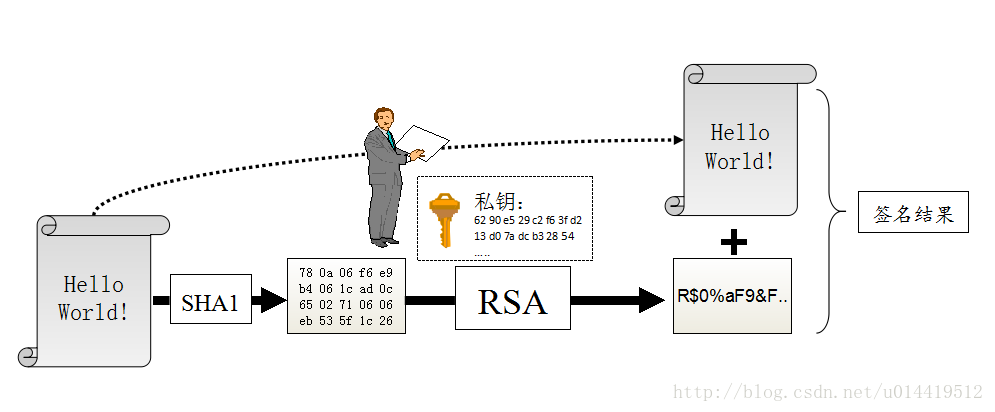 Hello
World!
签名结果
私钥：
62 90 e5 29 c2 f6 3f d2
13 d0 7a dc b3 28 54
.....
Hello
World!
SHA1
78 0a 06 f6 e9
b4 06 1c ad 0c
65 02 71 06 06
eb 53 5f 1c 26
RSA
+
R$0%aF9&F..
http://blog.csdn.net/u014419512